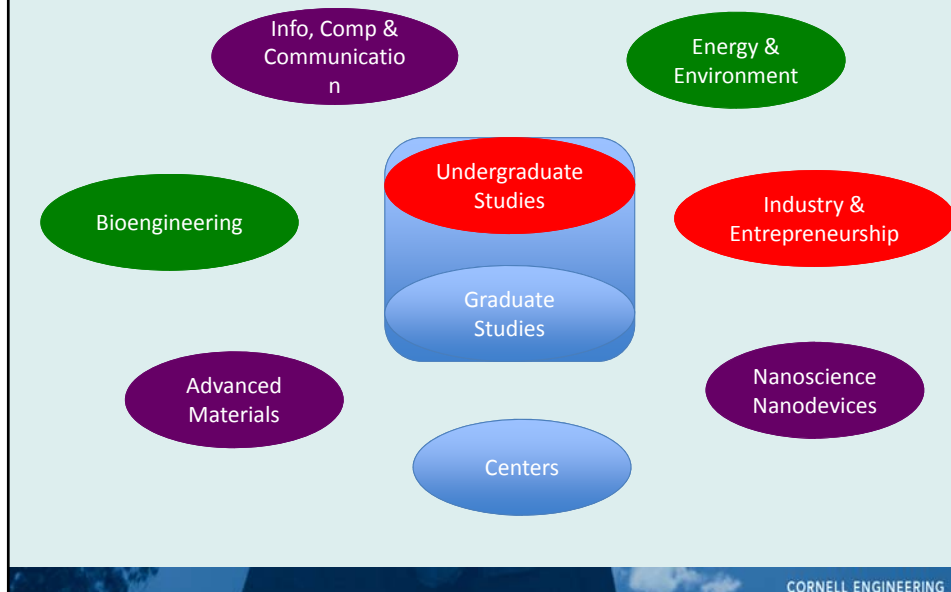 Info, Comp &
Communicatio
n
Energy &
Environment
Undergraduate
Studies
Bioengineering
Industry &
Entrepreneurship
Graduate
Studies
Advanced
Materials
Nanoscience
Nanodevices
Centers
CORNELL ENGINEERING